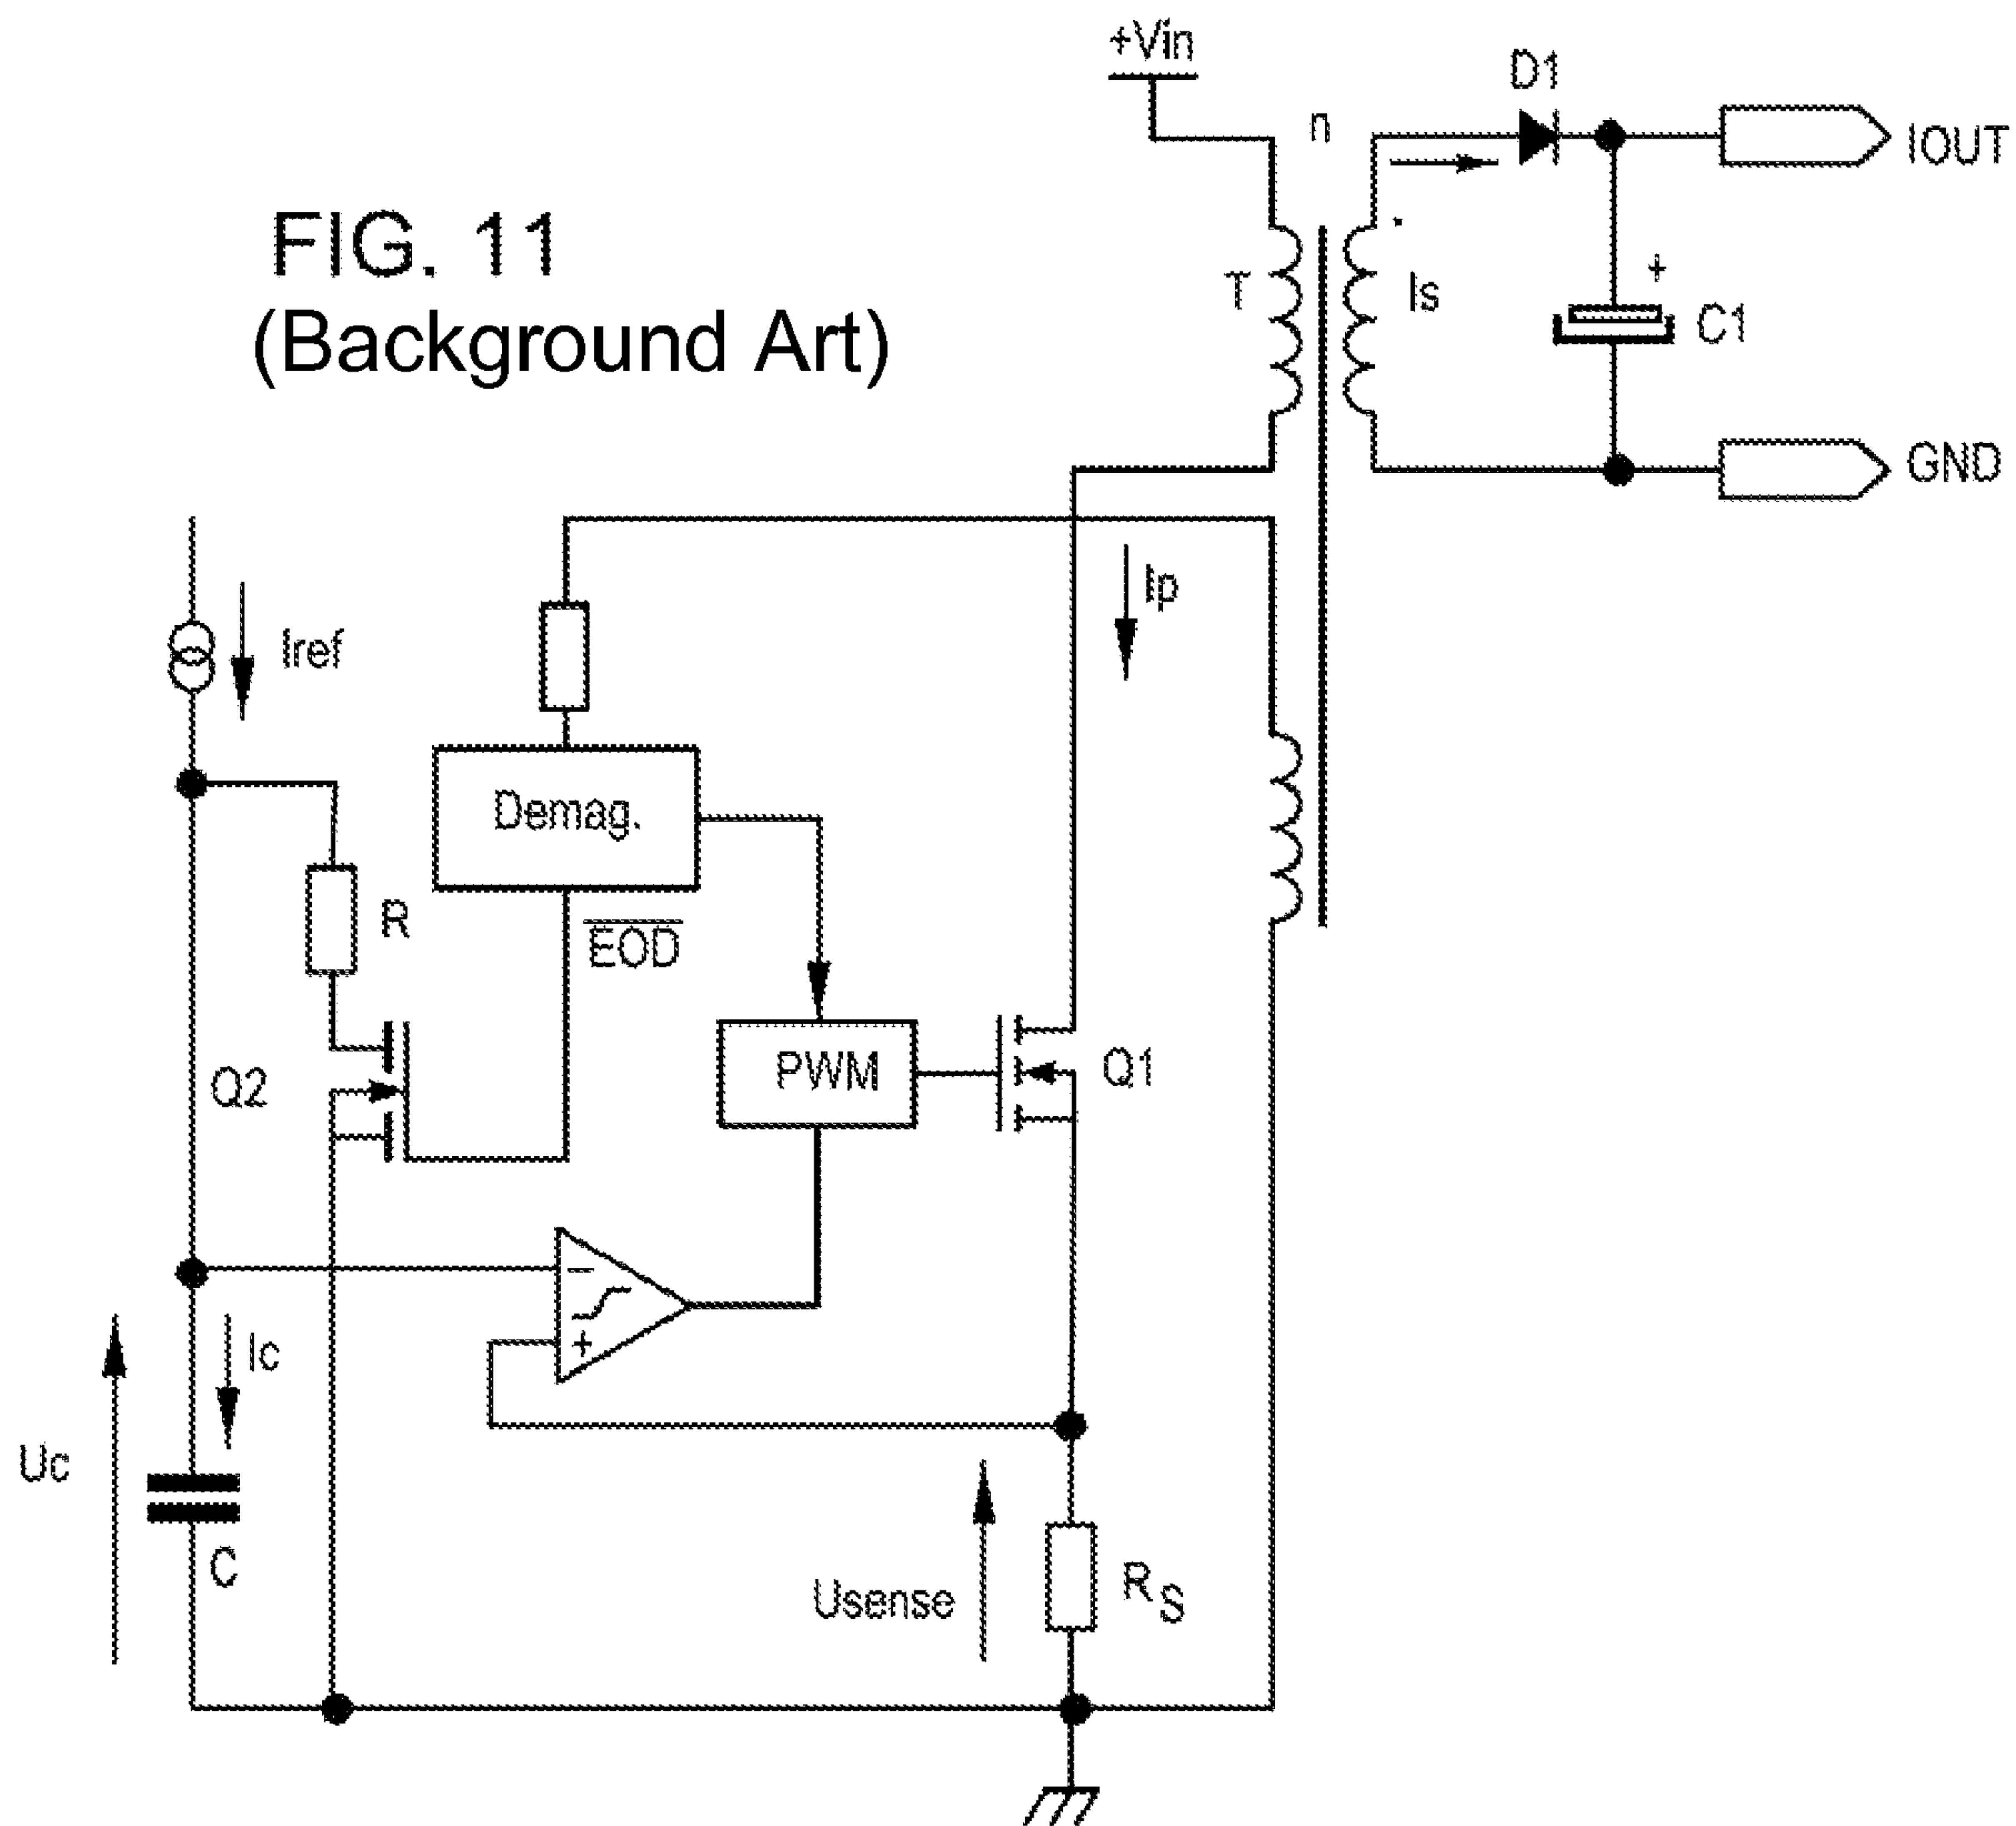 +Vin
D1
n
IOUT
FIG. 11
(Background Art)
T
Is
+
C1
GND
Ip
Iref
Demag.
R
EOD
PWM
Q1
Q2
−
+
Ic
Uc
C
Usense
RS